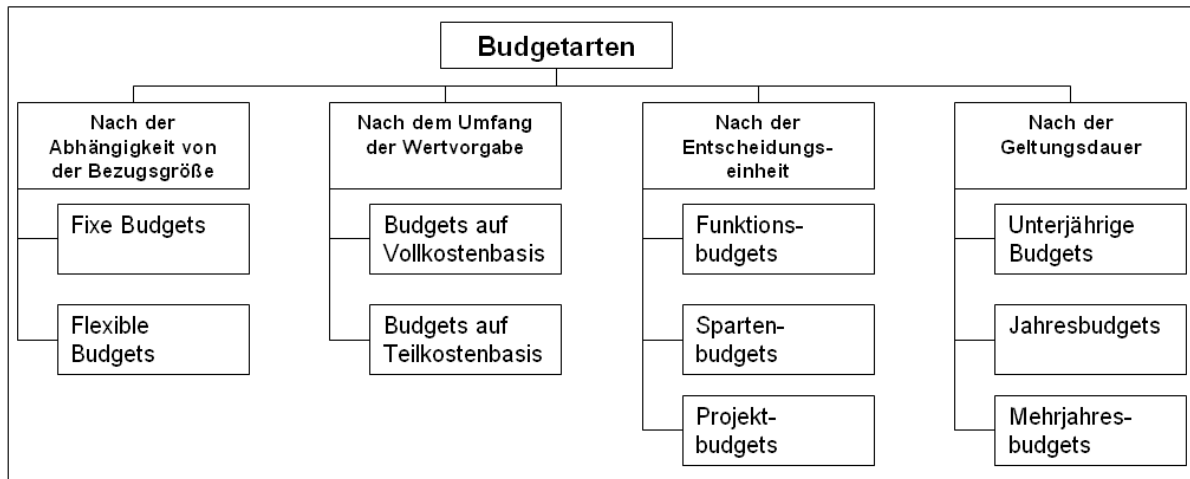 Budgetarten
Nach der
Abhängigkeit von
der Bezugsgröße
Fixe Budgets
Flexible
Budgets
Nach dem Umfang
der Wertvorgabe
Budgets auf
Vollkostenbasis
Budgets auf
Teilkostenbasis
Nach der
Entscheidungs-
einheit
Funktions-
budgets
Sparten-
budgets
Projekt-
budgets
Nach der
Geltungsdauer
Unterjährige
Budgets
Jahresbudgets
Mehrjahres-
budgets